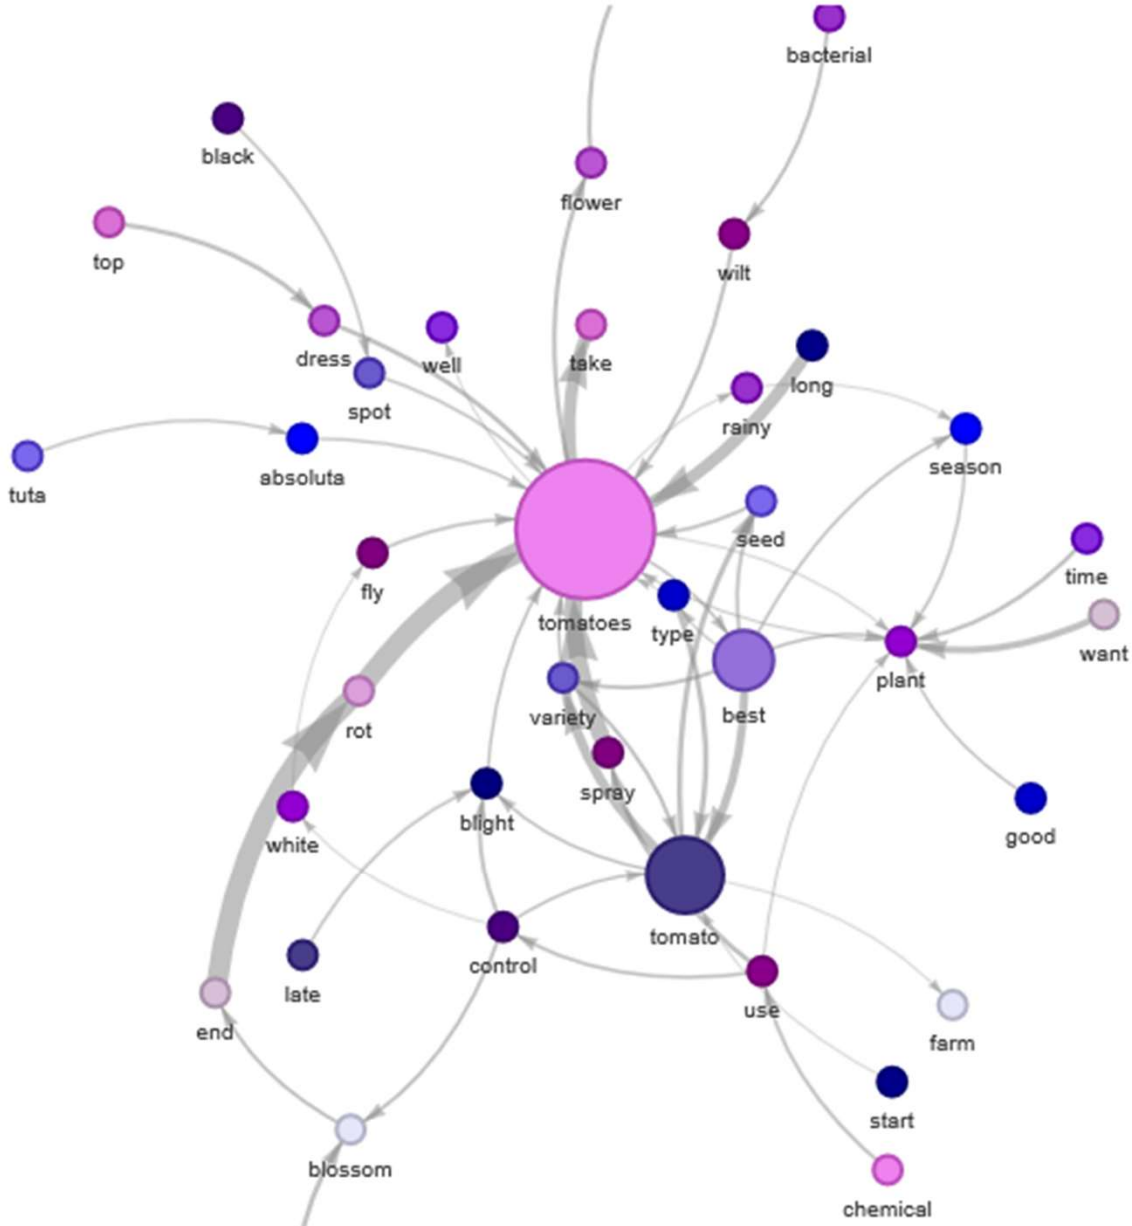 bacterial
black
flower
top
wilt
dress
well
take
long
spot
rainy
absoluta
season
tuta
seed
time
fly
tomatoes
type
want
plant
variety
best
rot
spray
blight
good
white
tomato
control
late
use
end
farm
start
blossom
chemical